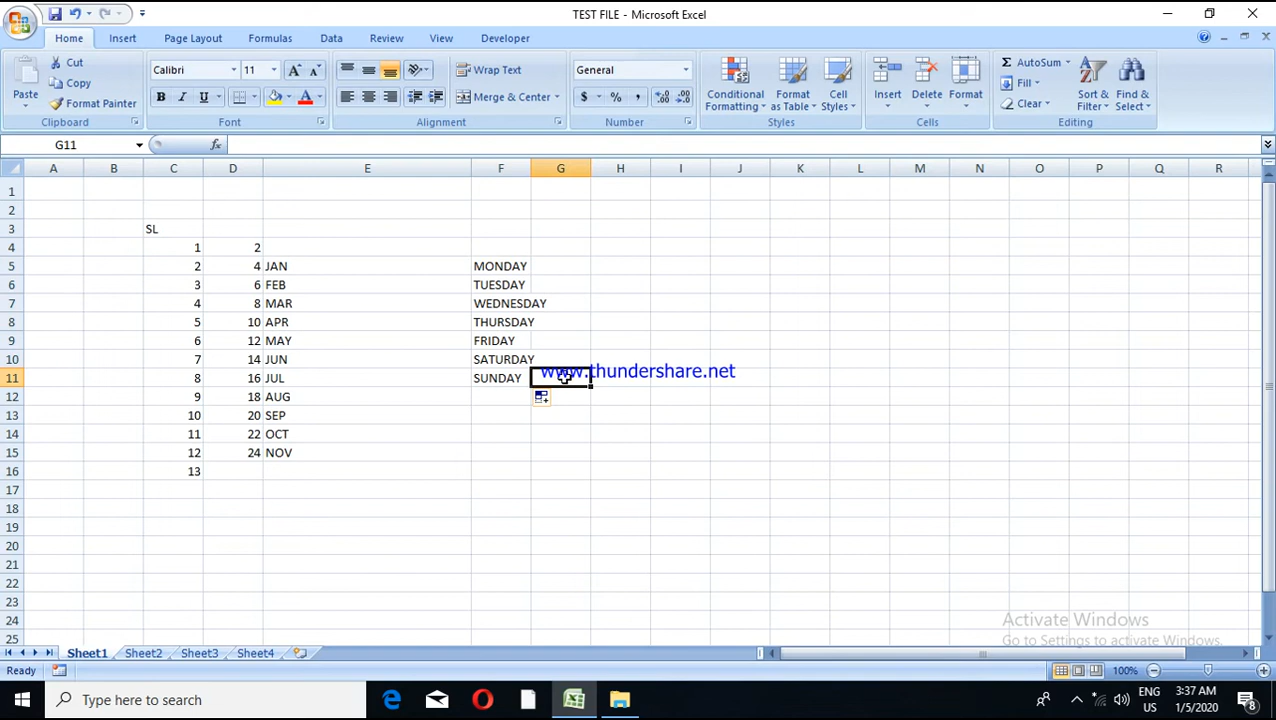 TEST FILE - Microsoft Excel
Home Insert Page Layout Formulas Data Review View Developer
Paste
Cut
Copy
Format Painter
Clipboard
Calibri 11
B I U A
Font
Wrap Text
Merge & Center
Alignment
General
$ % ,
Number
Conditional Formatting
Format as Table
Cell Styles
Styles
Insert Delete Format
Cells
AutoSum
Fill
Clear
Sort & Filter
Find & Select
Editing
G11 fx
A B C D E F G H I J K L M N O P Q R
1
2
3 SL
4 1 2
5 2 4 JAN MONDAY
6 3 6 FEB TUESDAY
7 4 8 MAR WEDNESDAY
8 5 10 APR THURSDAY
9 6 12 MAY FRIDAY
10 7 14 JUN SATURDAY
www.thundershare.net
11 8 16 JUL SUNDAY
12 9 18 AUG
13 10 20 SEP
14 11 22 OCT
15 12 24 NOV
16 13
17
18
19
20
21
22
23
24
25
Activate Windows
Go to Settings to activate Windows.
Sheet1 Sheet2 Sheet3 Sheet4
Ready 100%
Type here to search
ENG
US
3:37 AM
1/5/2020
8